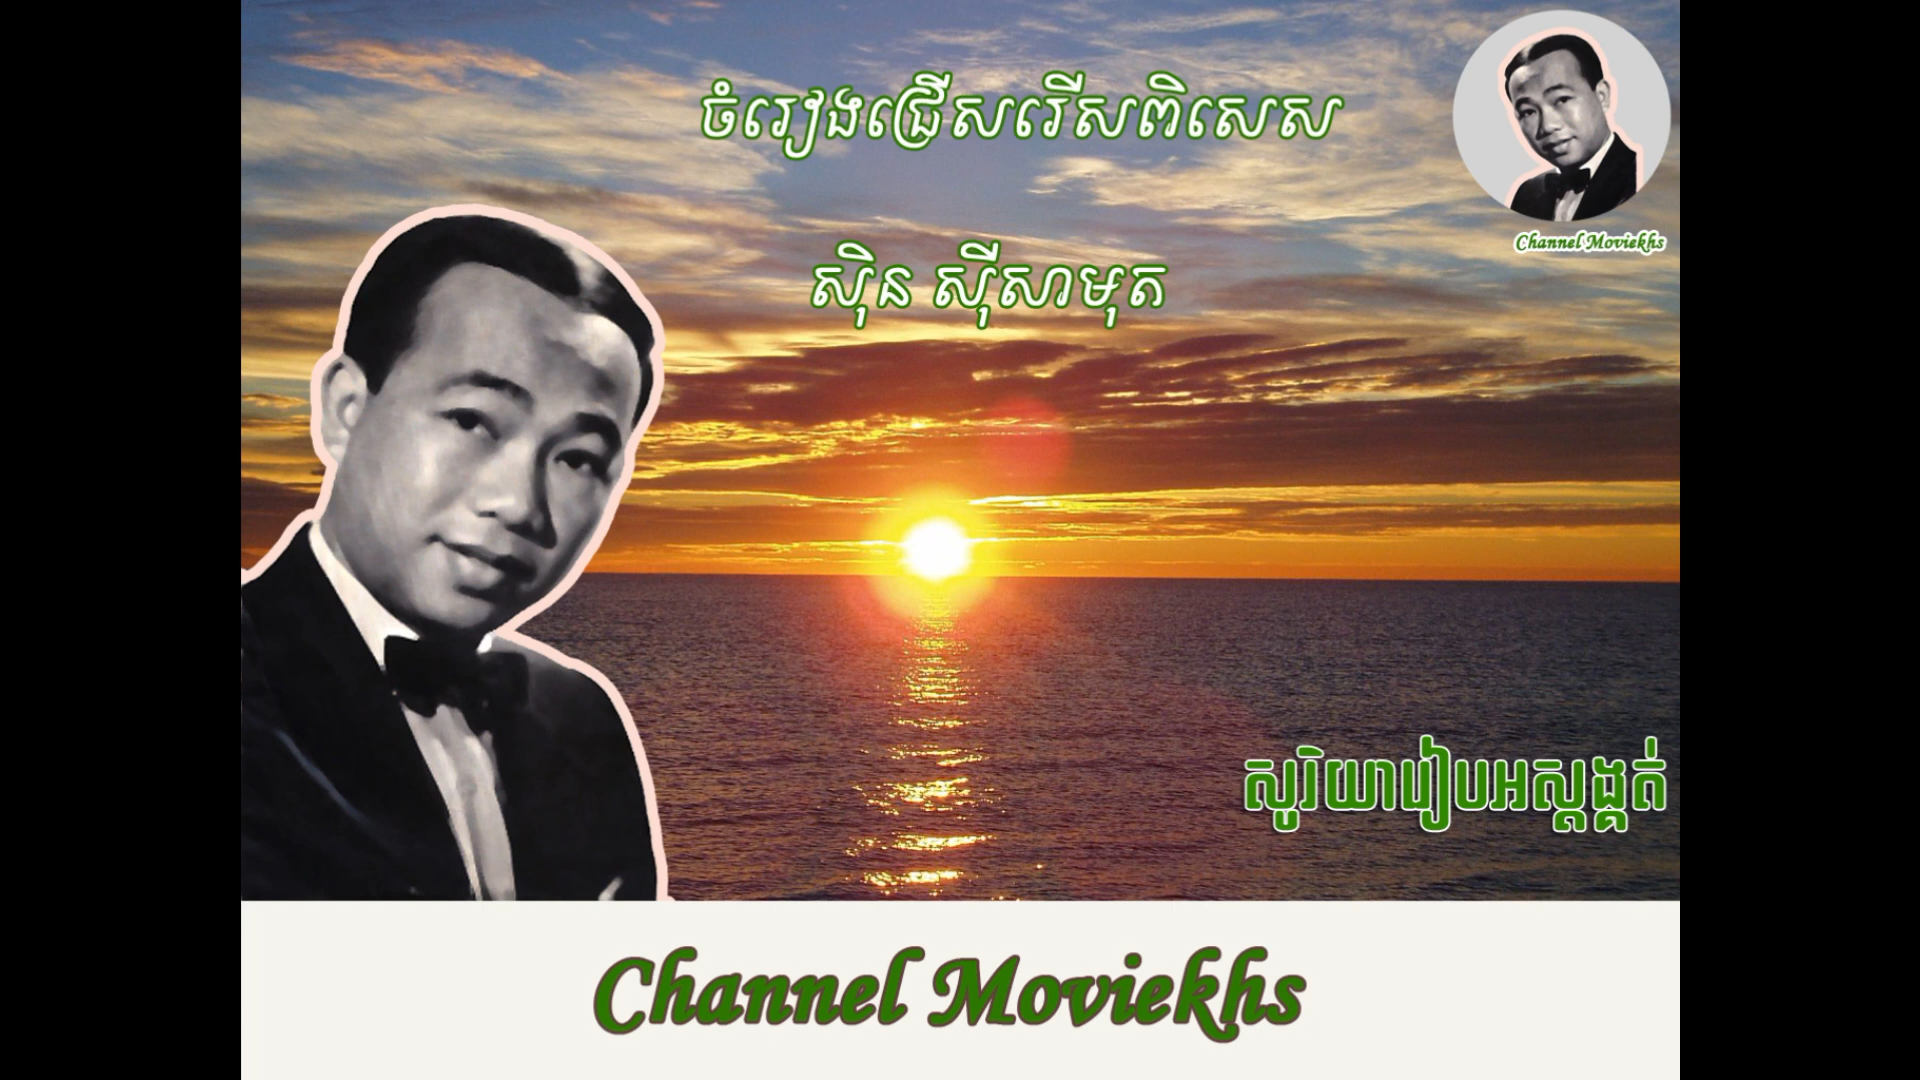 ចំរៀងជ្រើសរើសពិសេស
ស៊ិន ស៊ីសាមុត
Channel Moviekhs
សូរិយារៀបអស្តង្គត់
Channel Moviekhs